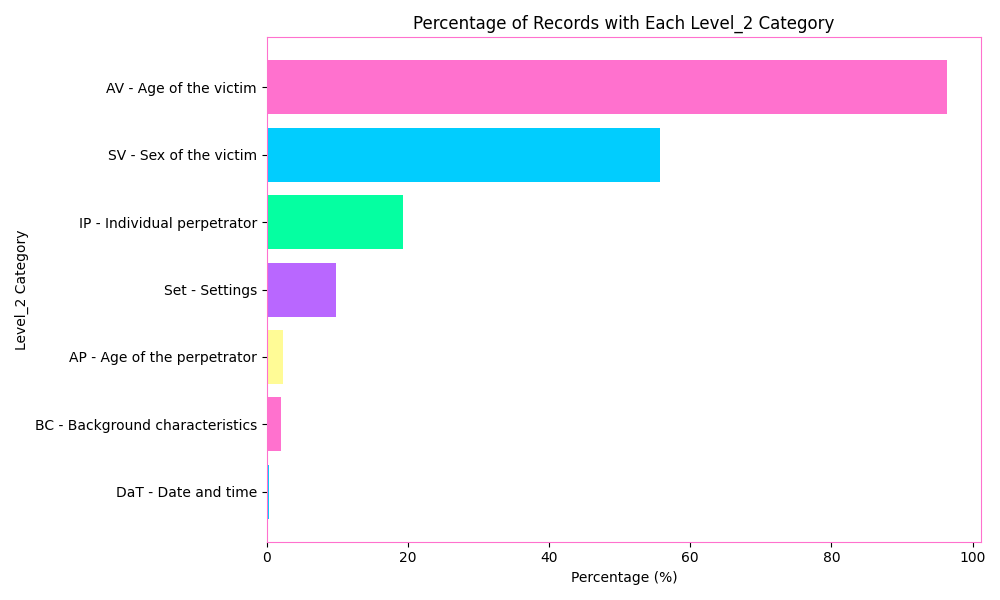 Percentage of Records with Each Level_2 Category
AV - Age of the victim
SV - Sex of the victim
IP - Individual perpetrator
Set - Settings
AP - Age of the perpetrator
BC - Background characteristics
DaT - Date and time
Level_2 Category
0 20 40 60 80 100
Percentage (%)